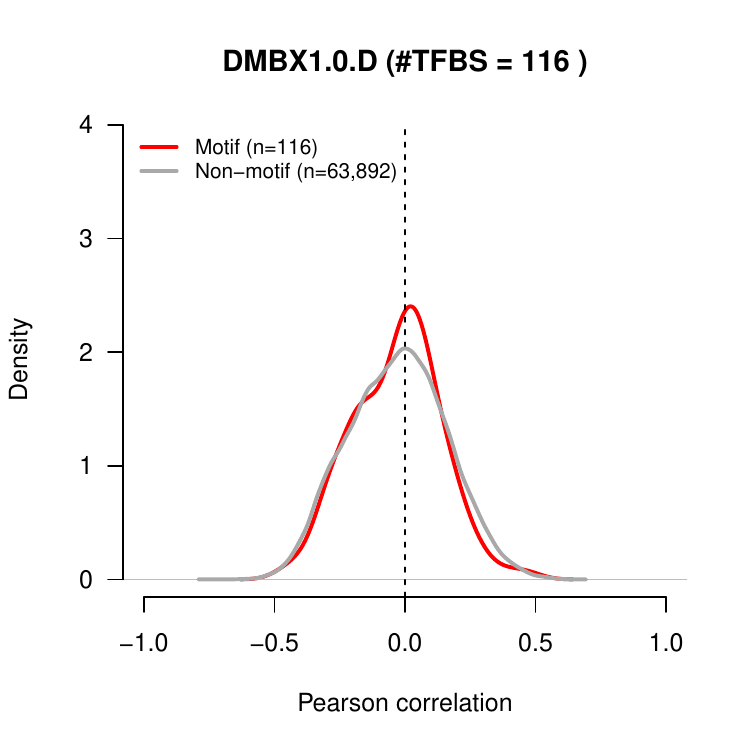 DMBX1.0.D (#TFBS = 116 )
4
Motif (n=116)
Non−motif (n=63,892)
3
2
Density
1
0
−1.0 −0.5 0.0 0.5 1.0
Pearson correlation